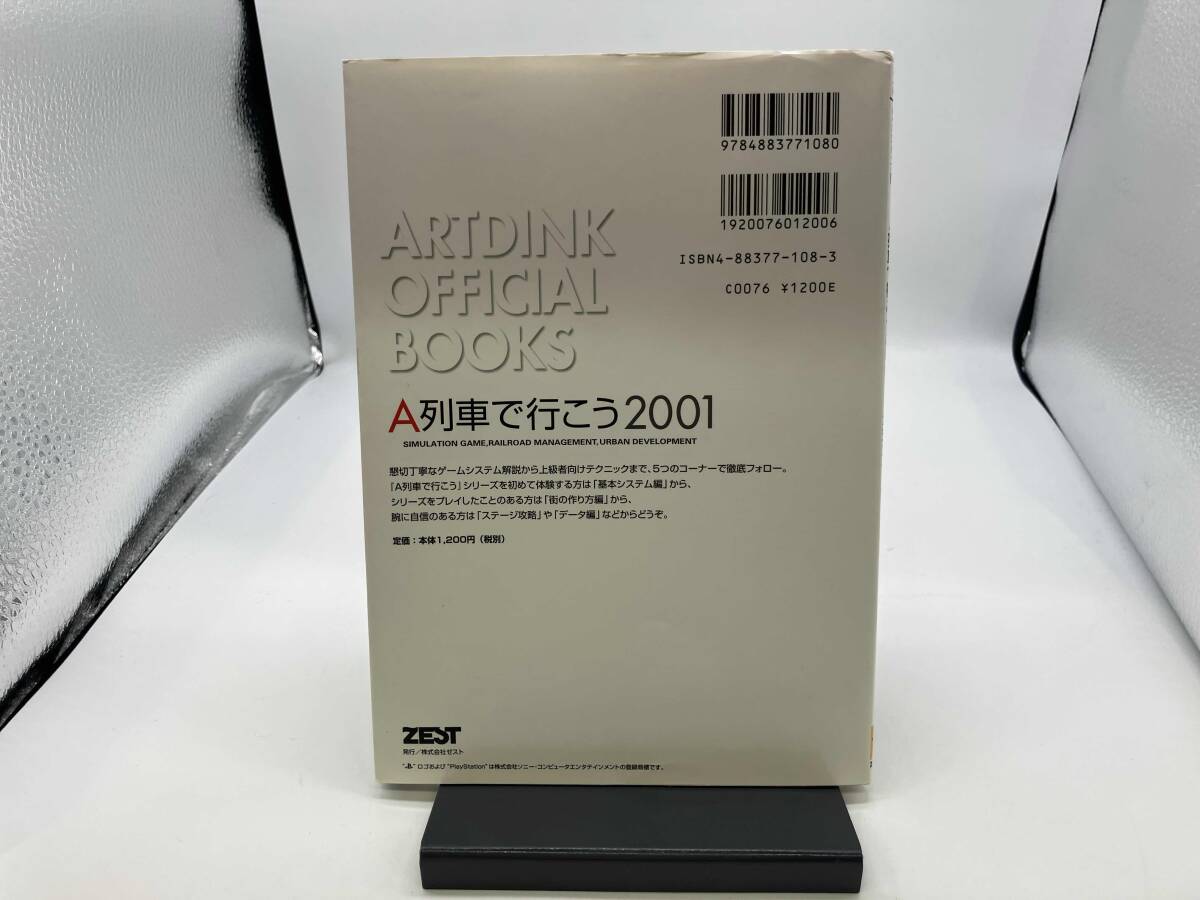 9784883771080
1920076012006
ISBN4-88377-108-3
C0076 ¥1200E
ARTDINK
OFFICIAL
BOOKS
A列車で行こう2001
SIMULATION GAME,RAILROAD MANAGEMENT,URBAN DEVELOPMENT
懇切丁寧なゲームシステム解説から上級者向けテクニックまで、5つのコーナーで徹底フォロー。
『A列車で行こう』シリーズを初めて体験する方は「基本システム編」から、
シリーズをプレイしたことのある方は「街の作り方編」から、
腕に自信のある方は「ステージ攻略」や「データ編」などからどうぞ。
定価：本体1,200円（税別）
ZEST
発行／株式会社ゼスト
" " ロゴおよび "PlayStation" は株式会社ソニー・コンピュータエンタテインメントの登録商標です。